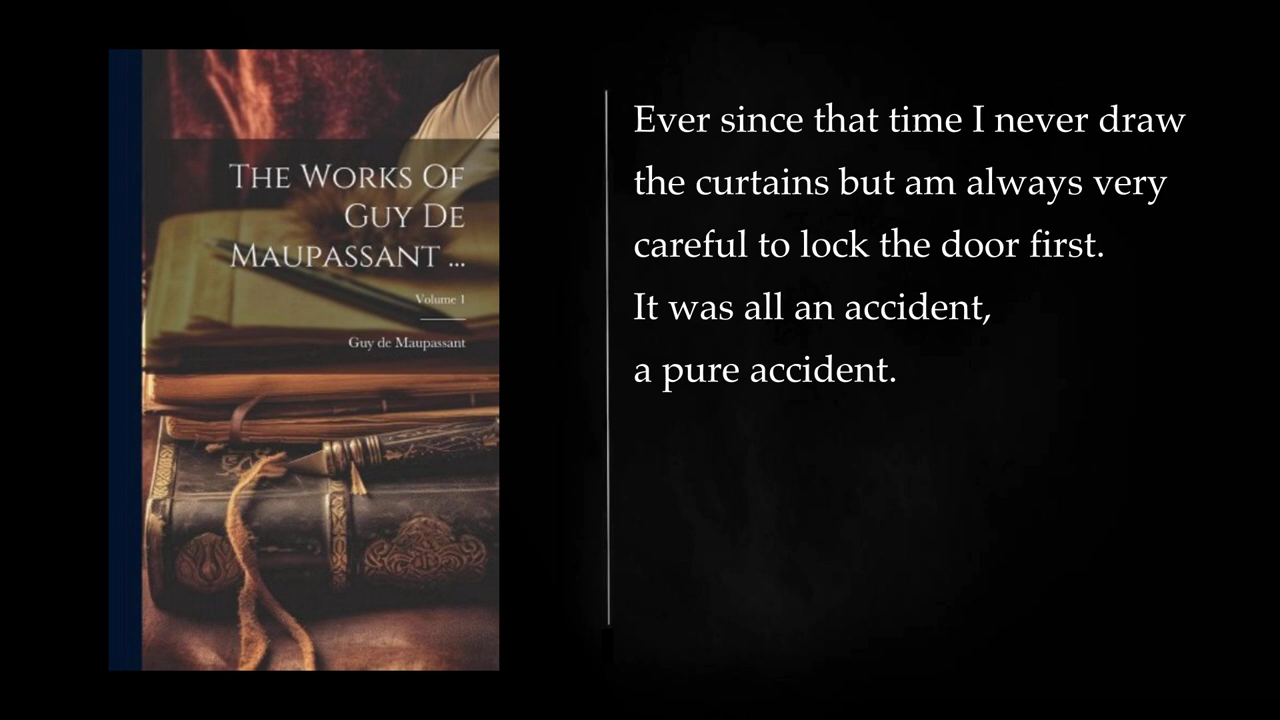 The Works Of
Guy De
Maupassant ...
Volume 1
Guy de Maupassant
Ever since that time I never draw
the curtains but am always very
careful to lock the door first.
It was all an accident,
a pure accident.